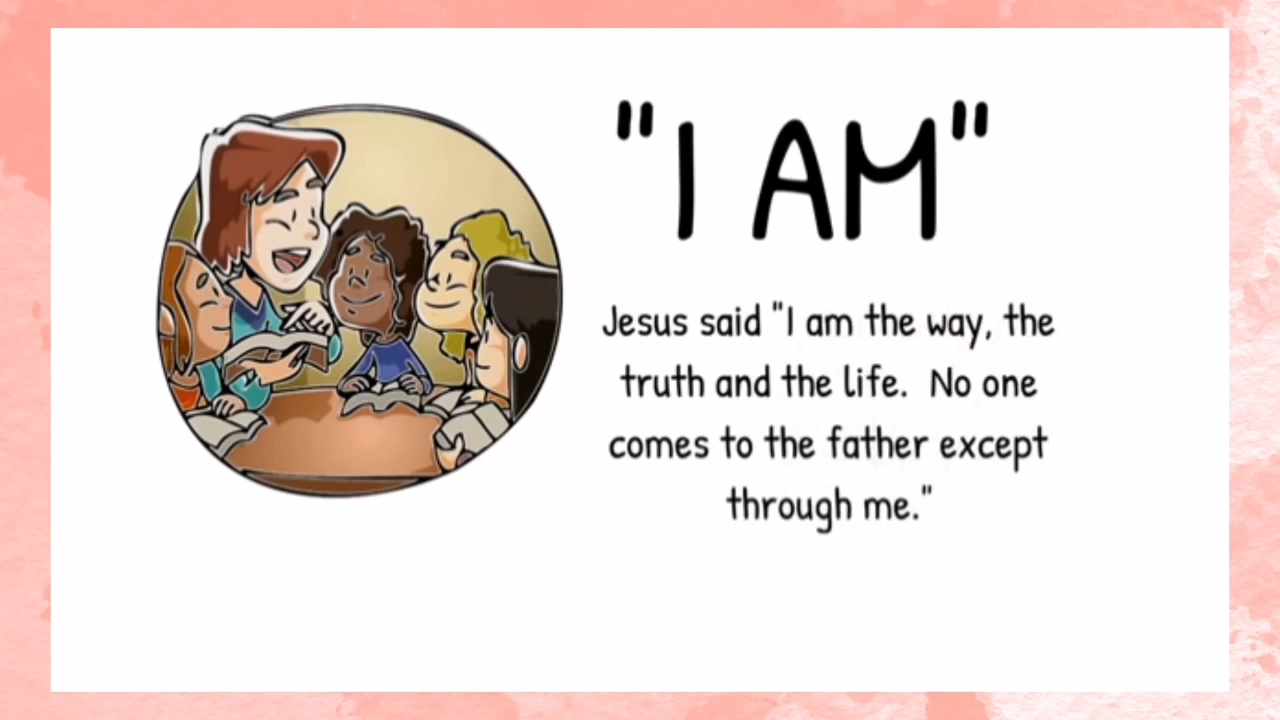 "I AM"
Jesus said "I am the way, the
truth and the life.  No one
comes to the father except
through me."